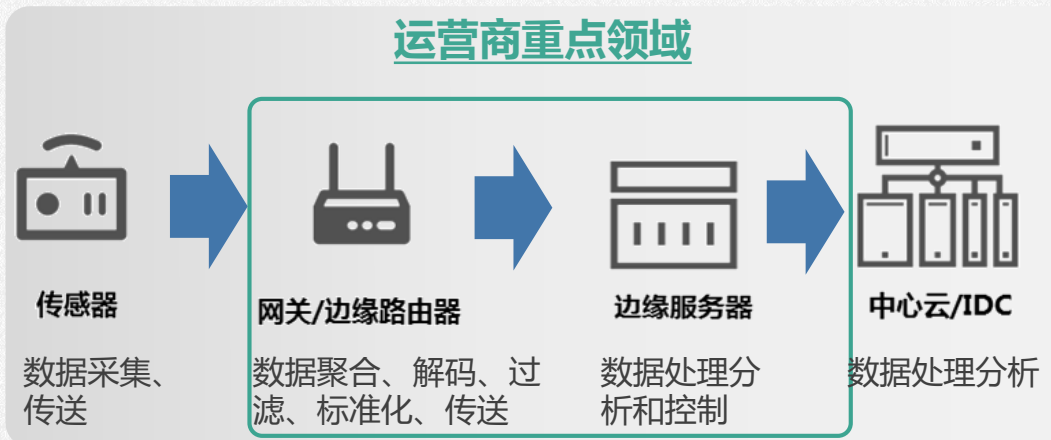 运营商重点领域
传感器
网关/边缘路由器
边缘服务器
中心云/IDC
数据采集、
传送
数据聚合、解码、过
滤、标准化、传送
数据处理分
析和控制
数据处理分析